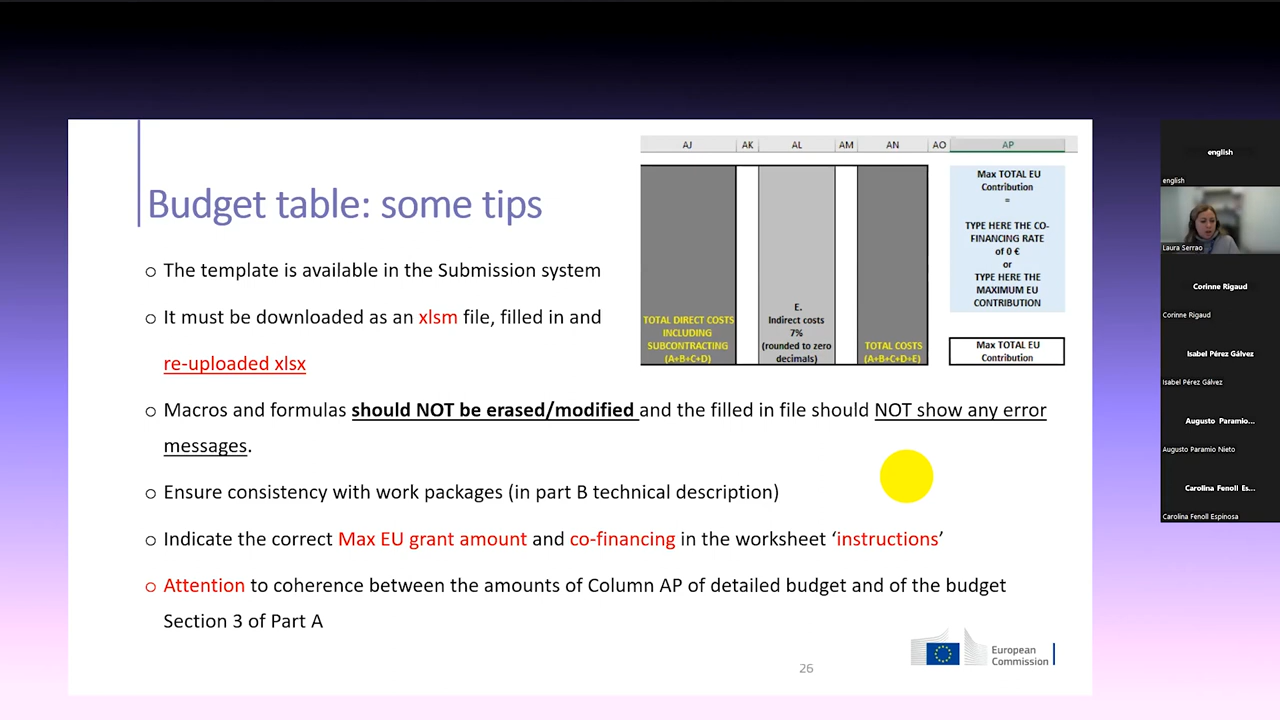 AJ AK AL AM AN AO AP
Max TOTAL EU
Contribution
=
TYPE HERE THE CO-
FINANCING RATE
of 0 €
or
TYPE HERE THE
MAXIMUM EU
CONTRIBUTION
TOTAL DIRECT COSTS
INCLUDING
SUBCONTRACTING
(A+B+C+D)
E.
Indirect costs
7%
(rounded to zero
decimals)
TOTAL COSTS
(A+B+C+D+E)
Max TOTAL EU
Contribution
Budget table: some tips
o The template is available in the Submission system
o It must be downloaded as an xlsm file, filled in and
re-uploaded xlsx
o Macros and formulas should NOT be erased/modified and the filled in file should NOT show any error
messages.
o Ensure consistency with work packages (in part B technical description)
o Indicate the correct Max EU grant amount and co-financing in the worksheet ‘instructions’
o Attention to coherence between the amounts of Column AP of detailed budget and of the budget
Section 3 of Part A
26
European
Commission
english
english
Laura Serrao
Corinne Rigaud
Corinne Rigaud
Isabel Pérez Gálvez
Isabel Pérez Gálvez
Augusto Paramio...
Augusto Paramio Nieto
Carolina Fenoll Es...
Carolina Fenoll Espinosa